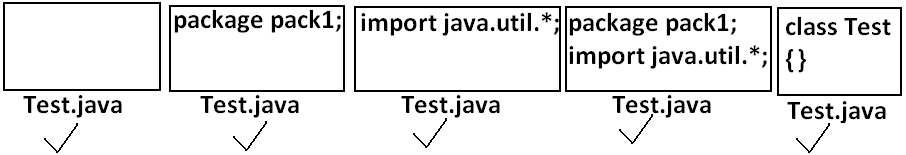 Test.java
package pack1;
Test.java
import java.util.*;
Test.java
package pack1;
import java.util.*;
Test.java
class Test
{}
Test.java